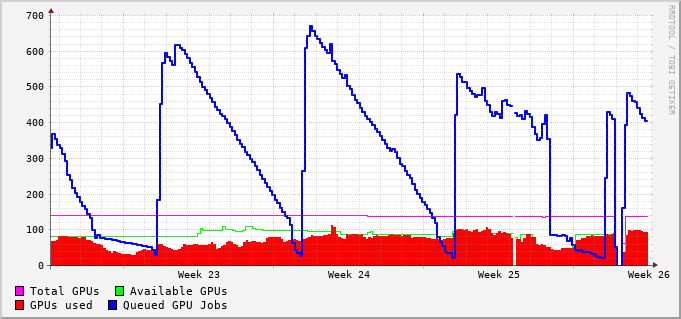 700
600
500
400
300
200
100
0
Week 23 Week 24 Week 25 Week 26
Total GPUs Available GPUs
GPUs used Queued GPU Jobs
RRDTOOL / TOBI OETIKER